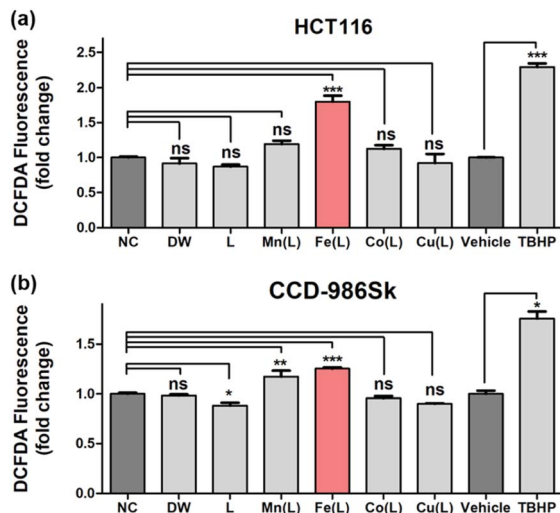 (a)
HCT116
DCFDA Fluorescence
(fold change)
2.5
2.0
1.5
1.0
0.5
0.0
ns
ns
ns
***
ns
ns
***
NC DW L Mn(L) Fe(L) Co(L) Cu(L) Vehicle TBHP
(b)
CCD-986Sk
DCFDA Fluorescence
(fold change)
1.5
1.0
0.5
0.0
ns
*
**
***
ns
ns
*
NC DW L Mn(L) Fe(L) Co(L) Cu(L) Vehicle TBHP